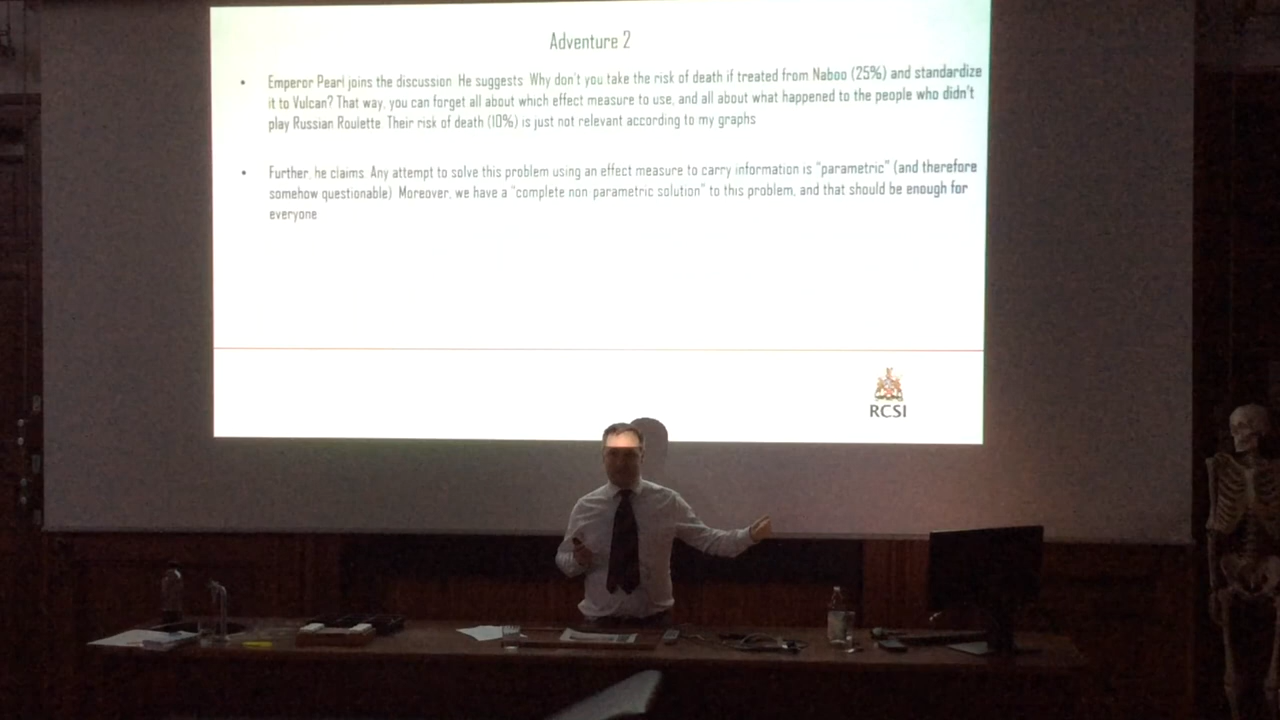 Adventure 2
• Emperor Pearl joins the discussion. He suggests: Why don't you take the risk of death if treated from Naboo (25%) and standardize
it to Vulcan? That way, you can forget all about which effect measure to use, and all about what happened to the people who didn't
play Russian Roulette. Their risk of death (10%) is just not relevant according to my graphs
• Further, he claims: Any attempt to solve this problem using an effect measure to carry information is "parametric" (and therefore
somehow questionable). Moreover, we have a "complete non parametric solution" to this problem, and that should be enough for
everyone
RCSI